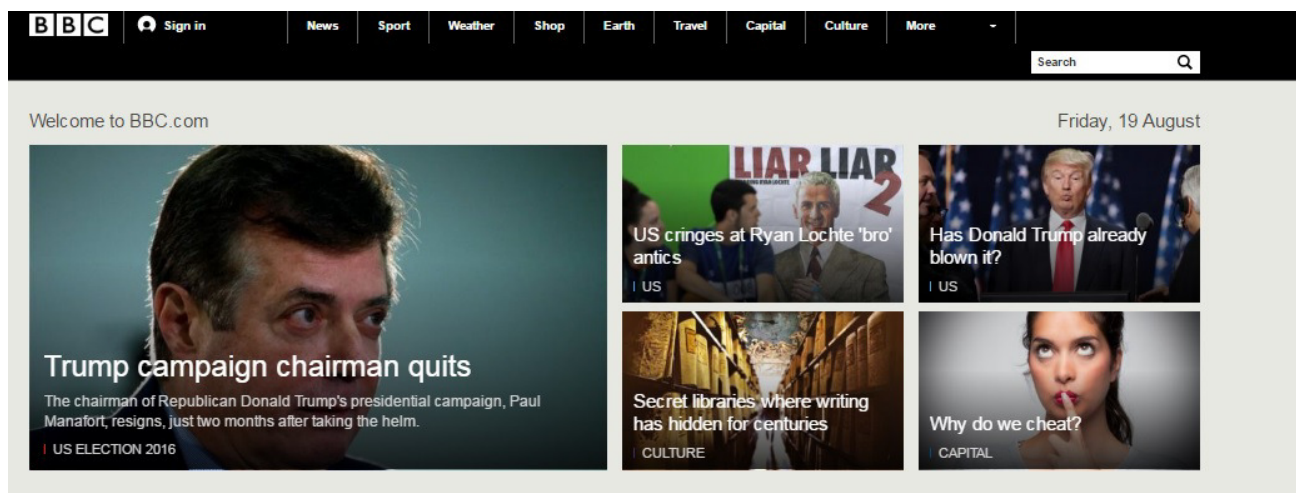 BBC
Sign in
News
Sport
Weather
Shop
Earth
Travel
Capital
Culture
More
Search
Welcome to BBC.com
Friday, 19 August
Trump campaign chairman quits
The chairman of Republican Donald Trump's presidential campaign, Paul
Manafort, resigns, just two months after taking the helm.
US ELECTION 2016
LIAR LIAR
2
US cringes at Ryan Lochte 'bro'
antics
US
Has Donald Trump already
blown it?
US
Secret libraries where writing
has hidden for centuries
CULTURE
Why do we cheat?
CAPITAL